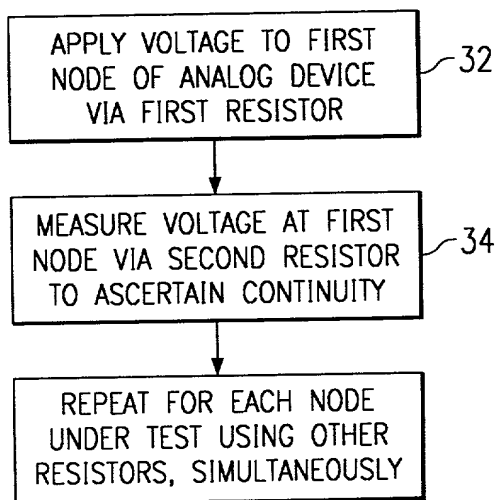 APPLY VOLTAGE TO FIRST
NODE OF ANALOG DEVICE
VIA FIRST RESISTOR
32
MEASURE VOLTAGE AT FIRST
NODE VIA SECOND RESISTOR
TO ASCERTAIN CONTINUITY
34
REPEAT FOR EACH NODE
UNDER TEST USING OTHER
RESISTORS, SIMULTANEOUSLY